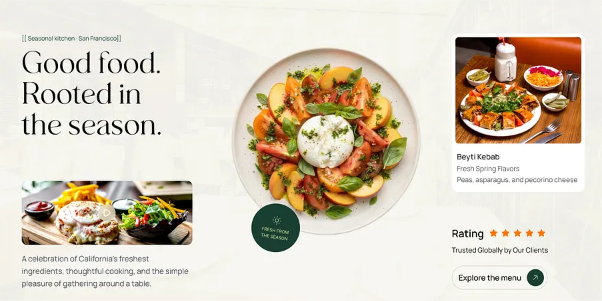 [[ Seasonal kitchen · San Francisco]]
Good food.
Rooted in
the season.
A celebration of California's freshest
ingredients, thoughtful cooking, and the simple
pleasure of gathering around a table.
FRESH FROM
THE SEASON
Beyti Kebab
Fresh Spring Flavors
Peas, asparagus, and pecorino cheese
Rating
Trusted Globally by Our Clients
Explore the menu